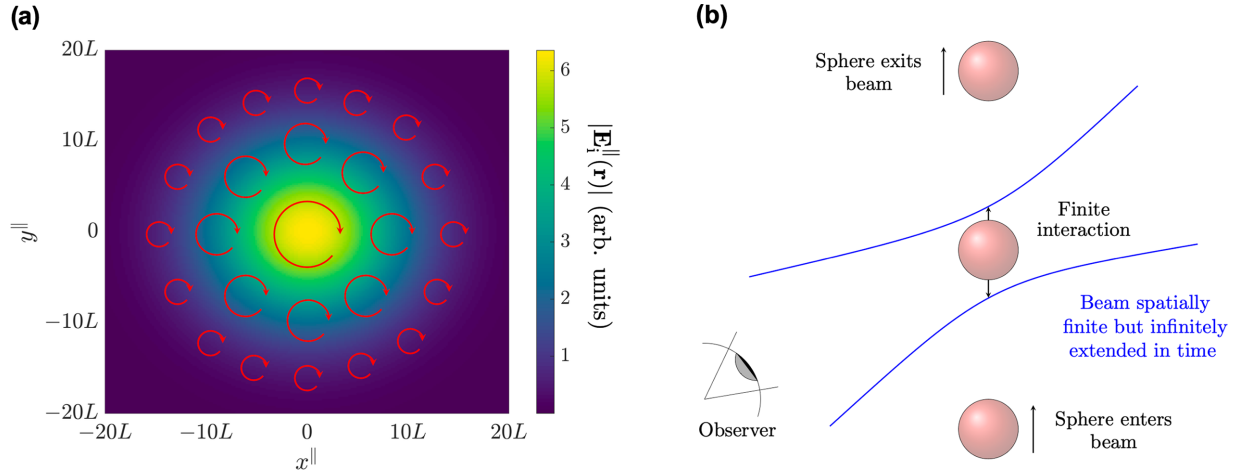 (a)
20L
10L
0
−10L
−20L
y∥
−20L
−10L
0
10L
20L
x∥
6
5
4
3
2
1
|E∥i(r)| (arb. units)
(b)
Sphere exits
beam
Finite
interaction
Beam spatially
finite but infinitely
extended in time
Observer
Sphere enters
beam